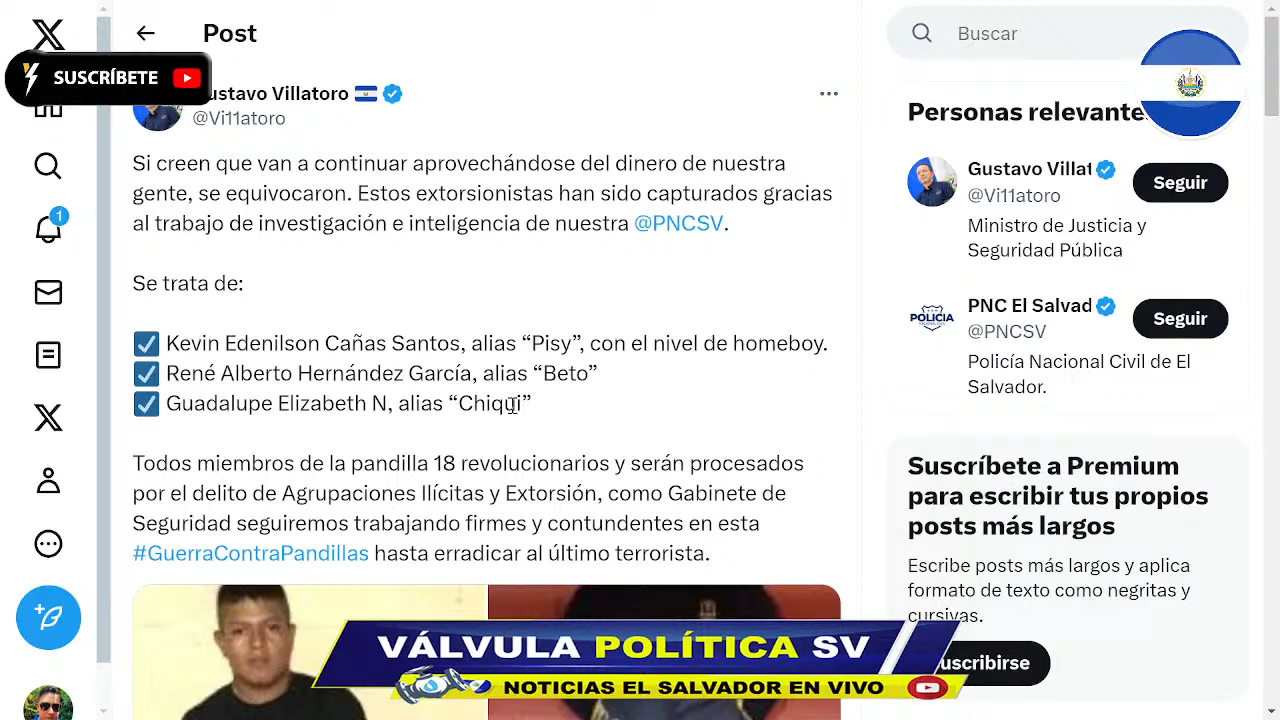 Post
Buscar
SUSCRÍBETE
ustavo Villatoro
@Vi11atoro
Si creen que van a continuar aprovechándose del dinero de nuestra
gente, se equivocaron. Estos extorsionistas han sido capturados gracias
al trabajo de investigación e inteligencia de nuestra @PNCSV.
Se trata de:
Kevin Edenilson Cañas Santos, alias “Pisy”, con el nivel de homeboy.
René Alberto Hernández García, alias “Beto”
Guadalupe Elizabeth N, alias “Chiqui”
Todos miembros de la pandilla 18 revolucionarios y serán procesados
por el delito de Agrupaciones Ilícitas y Extorsión, como Gabinete de
Seguridad seguiremos trabajando firmes y contundentes en esta
#GuerraContraPandillas hasta erradicar al último terrorista.
1
Personas relevante
Gustavo Villat
@Vi11atoro
Seguir
Ministro de Justicia y
Seguridad Pública
PNC El Salvad
@PNCSV
Seguir
Policía Nacional Civil de El
Salvador.
POLICIA
Suscríbete a Premium
para escribir tus propios
posts más largos
Escribe posts más largos y aplica
formato de texto como negritas y
cursivas.
uscribirse
VÁLVULA POLÍTICA SV
NOTICIAS EL SALVADOR EN VIVO